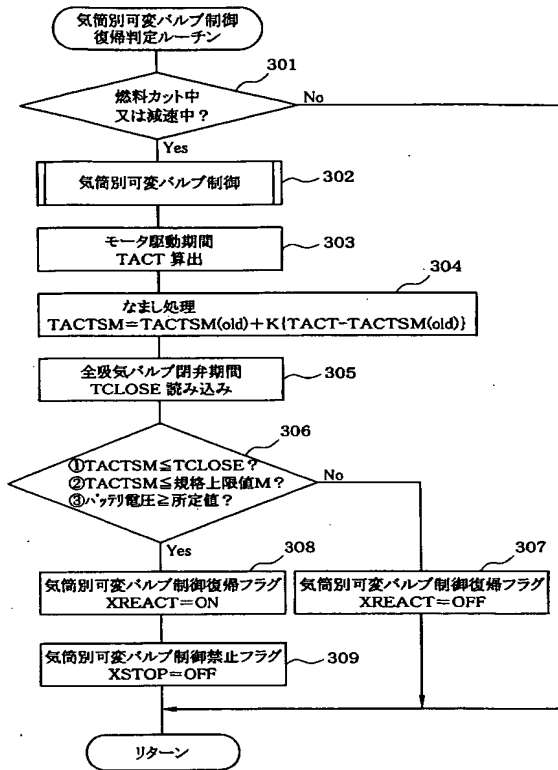 気筒別可変バルブ制御
復帰判定ルーチン
301
燃料カット中
又は減速中?
No
Yes
気筒別可変バルブ制御
302
モータ駆動期間
TACT 算出
303
304
なまし処理
TACTSM=TACTSM(old)+K{TACT-TACTSM(old)}
全吸気バルブ閉弁期間
TCLOSE 読み込み
305
306
①TACTSM≦TCLOSE?
②TACTSM≦規格上限値M?
③バッテリ電圧≧所定値?
No
Yes
308
307
気筒別可変バルブ制御復帰フラグ
XREACT=ON
気筒別可変バルブ制御復帰フラグ
XREACT=OFF
気筒別可変バルブ制御禁止フラグ
XSTOP=OFF
309
リターン